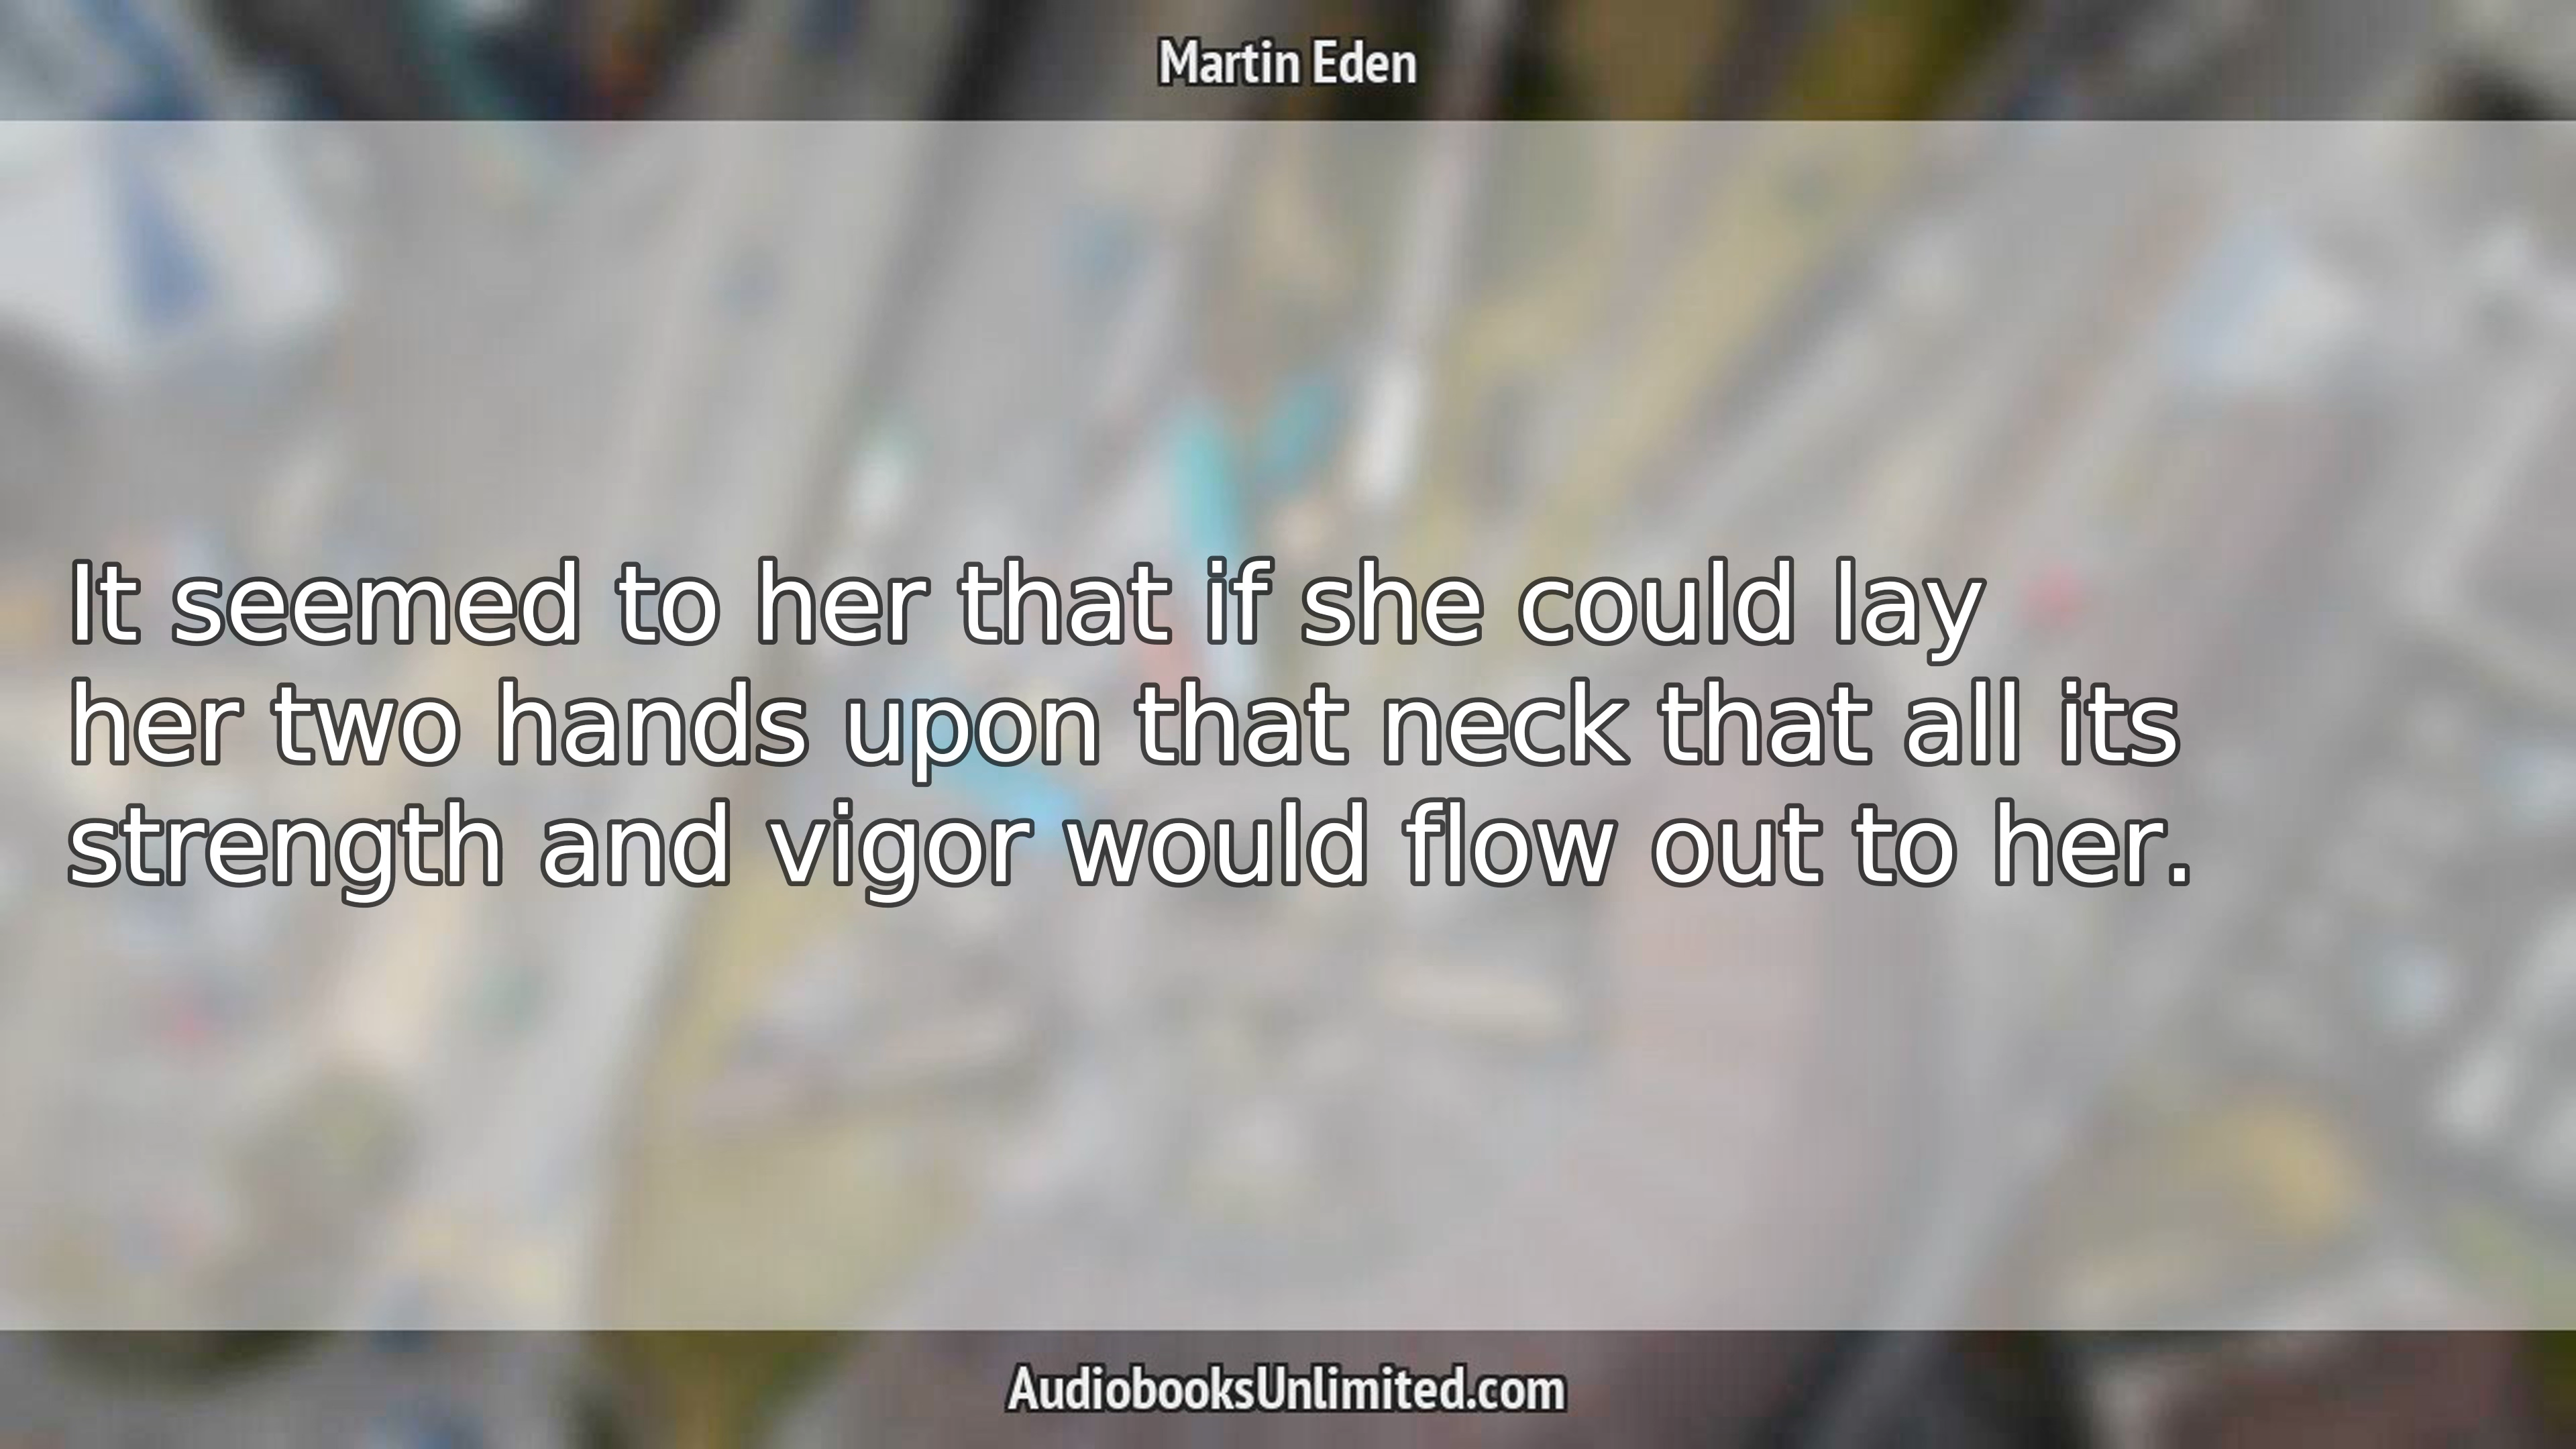 Martin Eden
It seemed to her that if she could lay
her two hands upon that neck that all its
strength and vigor would flow out to her.
AudiobooksUnlimited.com